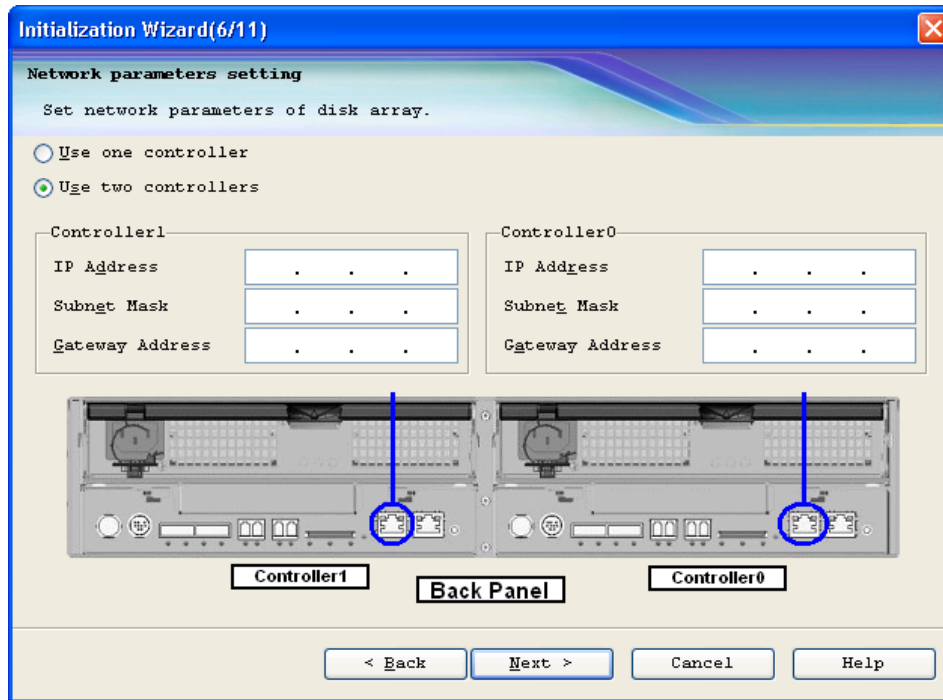 Initialization Wizard(6/11)
Network parameters setting
Set network parameters of disk array.
Use one controller
Use two controllers
Controller1
IP Address . . .
Subnet Mask . . .
Gateway Address . . .
Controller0
IP Address . . .
Subnet Mask . . .
Gateway Address . . .
Controller1
Back Panel
Controller0
< Back
Next >
Cancel
Help